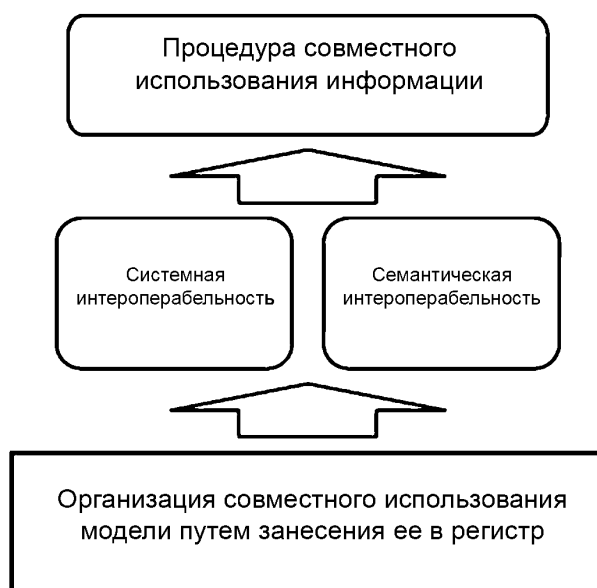 Процедура совместного
использования информации
Системная
интероперабельность
Семантическая
интероперабельность
Организация совместного использования
модели путем занесения ее в регистр